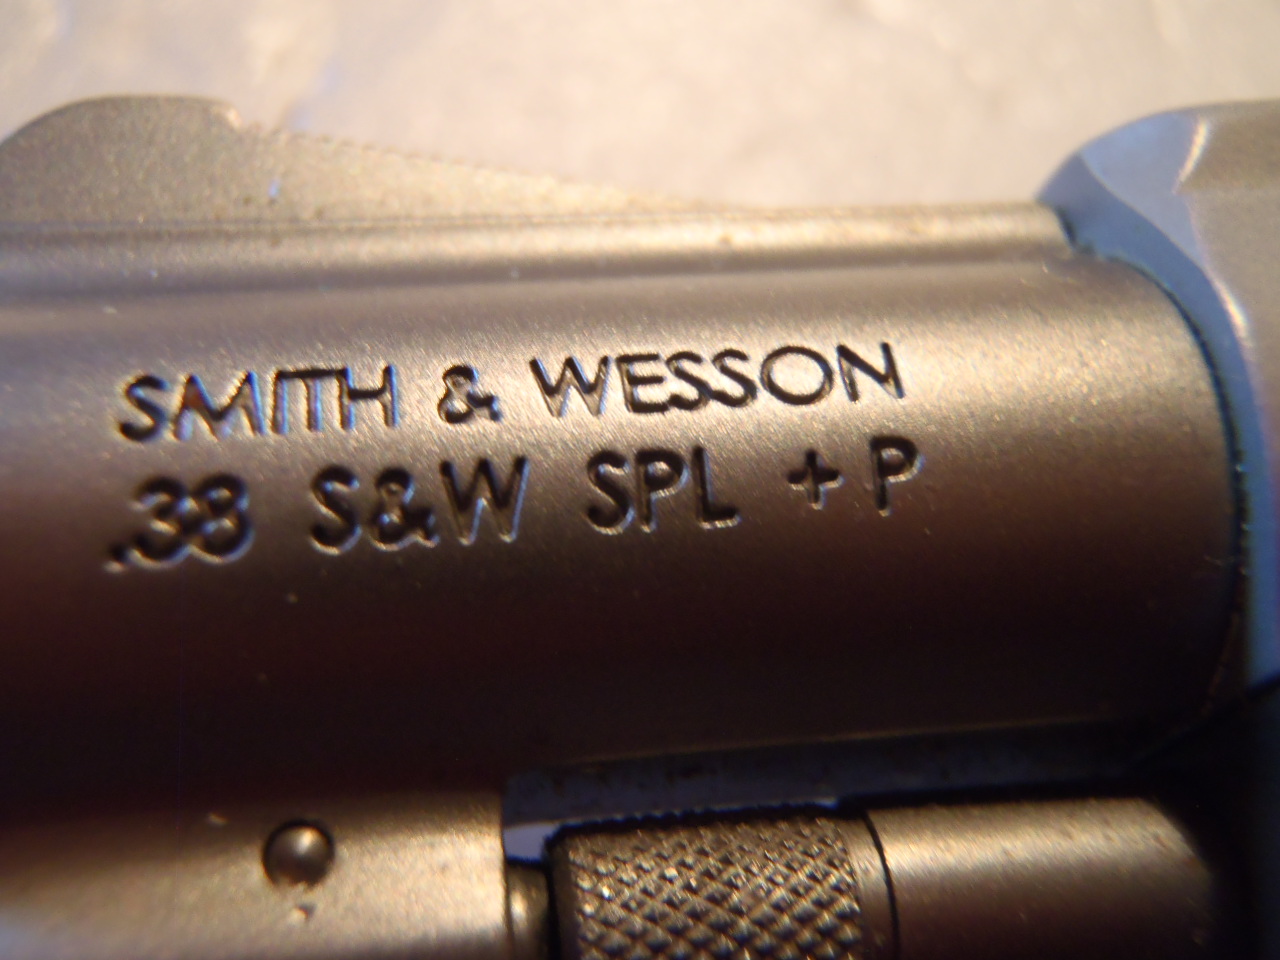 SMITH & WESSON
.38 S&W SPL + P